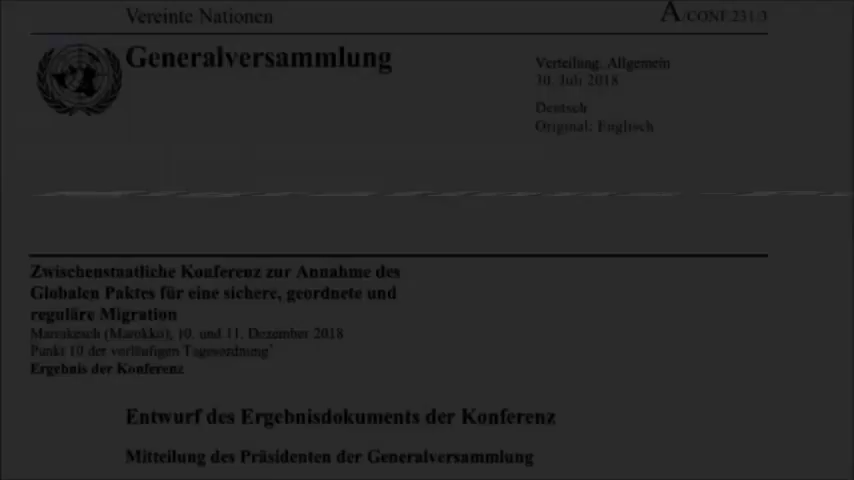 Vereinte Nationen
A/CONF.231/3
Generalversammlung
Verteilung: Allgemein
30. Juli 2018
Deutsch
Original: Englisch
Zwischenstaatliche Konferenz zur Annahme des
Globalen Paktes für eine sichere, geordnete und
reguläre Migration
Marrakesch (Marokko), 10. und 11. Dezember 2018
Punkt 10 der vorläufigen Tagesordnung*
Ergebnis der Konferenz
Entwurf des Ergebnisdokuments der Konferenz
Mitteilung des Präsidenten der Generalversammlung